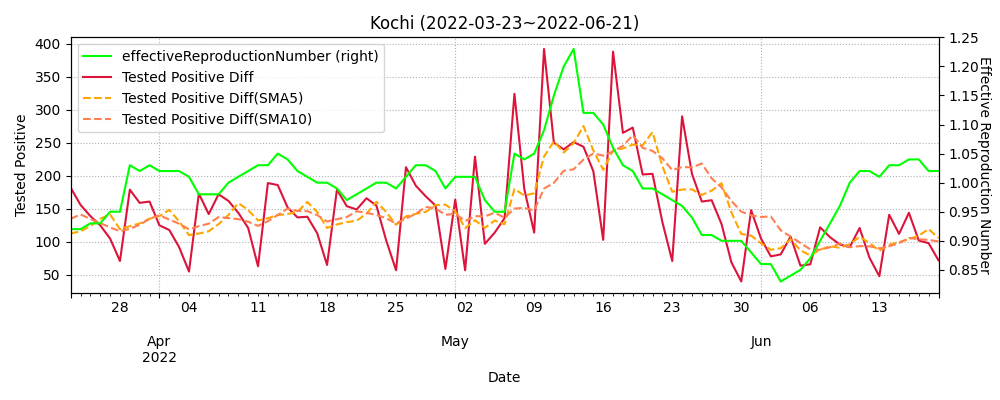 Kochi (2022-03-23~2022-06-21)
effectiveReproductionNumber (right)
Tested Positive Diff
Tested Positive Diff(SMA5)
Tested Positive Diff(SMA10)
Tested Positive
400
350
300
250
200
150
100
50
1.25
1.20
1.15
1.10
1.05
1.00
0.95
0.90
0.85
Effective Reproduction Number
28 04 11 18 25 02 09 16 23 30 06 13
Apr May Jun
2022
Date